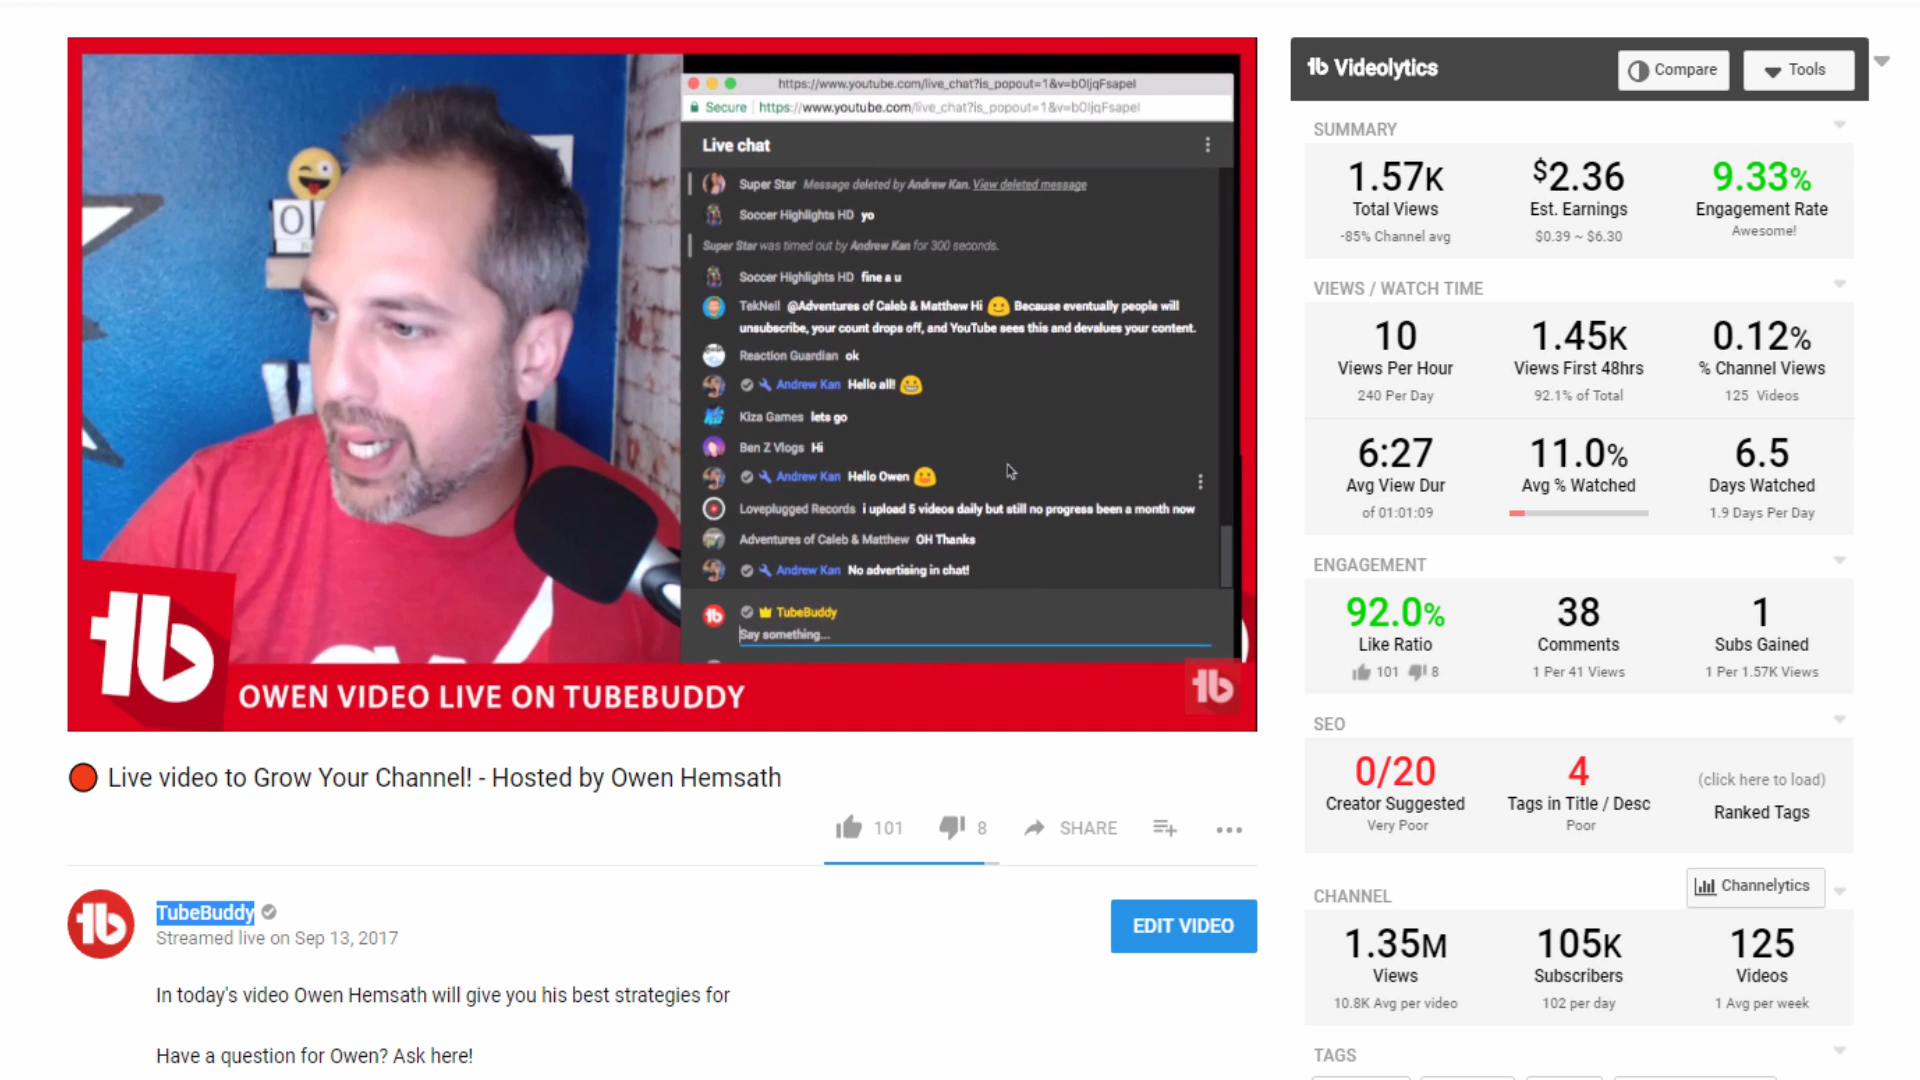 https://www.youtube.com/live_chat?is_popout=1&v=b0IjqFsapeI
Secure https://www.youtube.com/live_chat?is_popout=1&v=b0IjqFsapeI
Live chat
Super Star Message deleted by Andrew Kan. View deleted message
Soccer Highlights HD yo
Super Star was timed out by Andrew Kan for 300 seconds.
Soccer Highlights HD fine a u
TekNeil @Adventures of Caleb & Matthew Hi Because eventually people will
unsubscribe, your count drops off, and YouTube sees this and devalues your content.
Reaction Guardian ok
Andrew Kan Hello all!
Kiza Games lets go
Ben Z Vlogs Hi
Andrew Kan Hello Owen
Loveplugged Records i upload 5 videos daily but still no progress been a month now
Adventures of Caleb & Matthew OH Thanks
Andrew Kan No advertising in chat!
TubeBuddy
Say something...
OWEN VIDEO LIVE ON TUBEBUDDY
Live video to Grow Your Channel! - Hosted by Owen Hemsath
101 8 SHARE
TubeBuddy
Streamed live on Sep 13, 2017
EDIT VIDEO
In today's video Owen Hemsath will give you his best strategies for
Have a question for Owen? Ask here!
Videolytics Compare Tools
SUMMARY
1.57K $2.36 9.33%
Total Views Est. Earnings Engagement Rate
-85% Channel avg $0.39 ~ $6.30 Awesome!
VIEWS / WATCH TIME
10 1.45K 0.12%
Views Per Hour Views First 48hrs % Channel Views
240 Per Day 92.1% of Total 125 Videos
6:27 11.0% 6.5
Avg View Dur Avg % Watched Days Watched
of 01:01:09 1.9 Days Per Day
ENGAGEMENT
92.0% 38 1
Like Ratio Comments Subs Gained
101 8 1 Per 41 Views 1 Per 1.57K Views
SEO
0/20 4 (click here to load)
Creator Suggested Tags in Title / Desc Ranked Tags
Very Poor Poor
CHANNEL Channelytics
1.35M 105K 125
Views Subscribers Videos
10.8K Avg per video 102 per day 1 Avg per week
TAGS